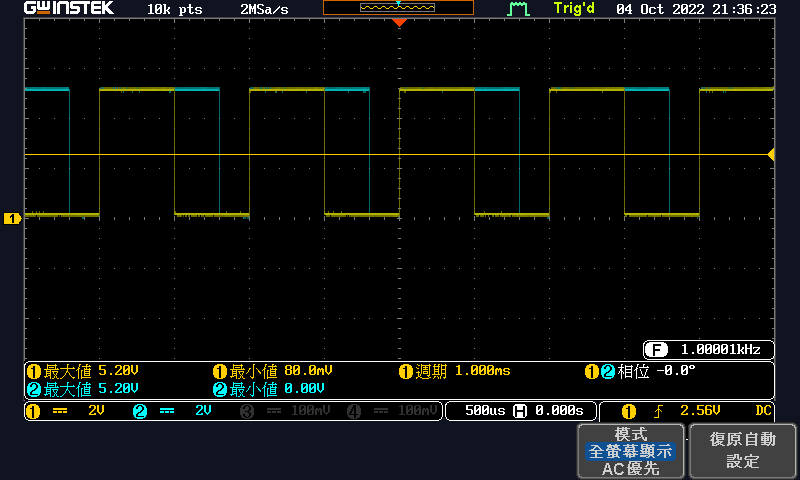 GWINSTEK 10k pts 2MSa/s Trig'd 04 Oct 2022 21:36:23
1
F 1.00001kHz
1 最大值 5.20V 1 最小值 80.0mV 1 週期 1.000ms 1 2 相位 -0.0°
2 最大值 5.20V 2 最小值 0.00V
1 2V 2 2V 3 100mV 4 100mV 500us H 0.000s 1 2.56V DC
模式
全螢幕顯示
AC優先
復原自動
設定